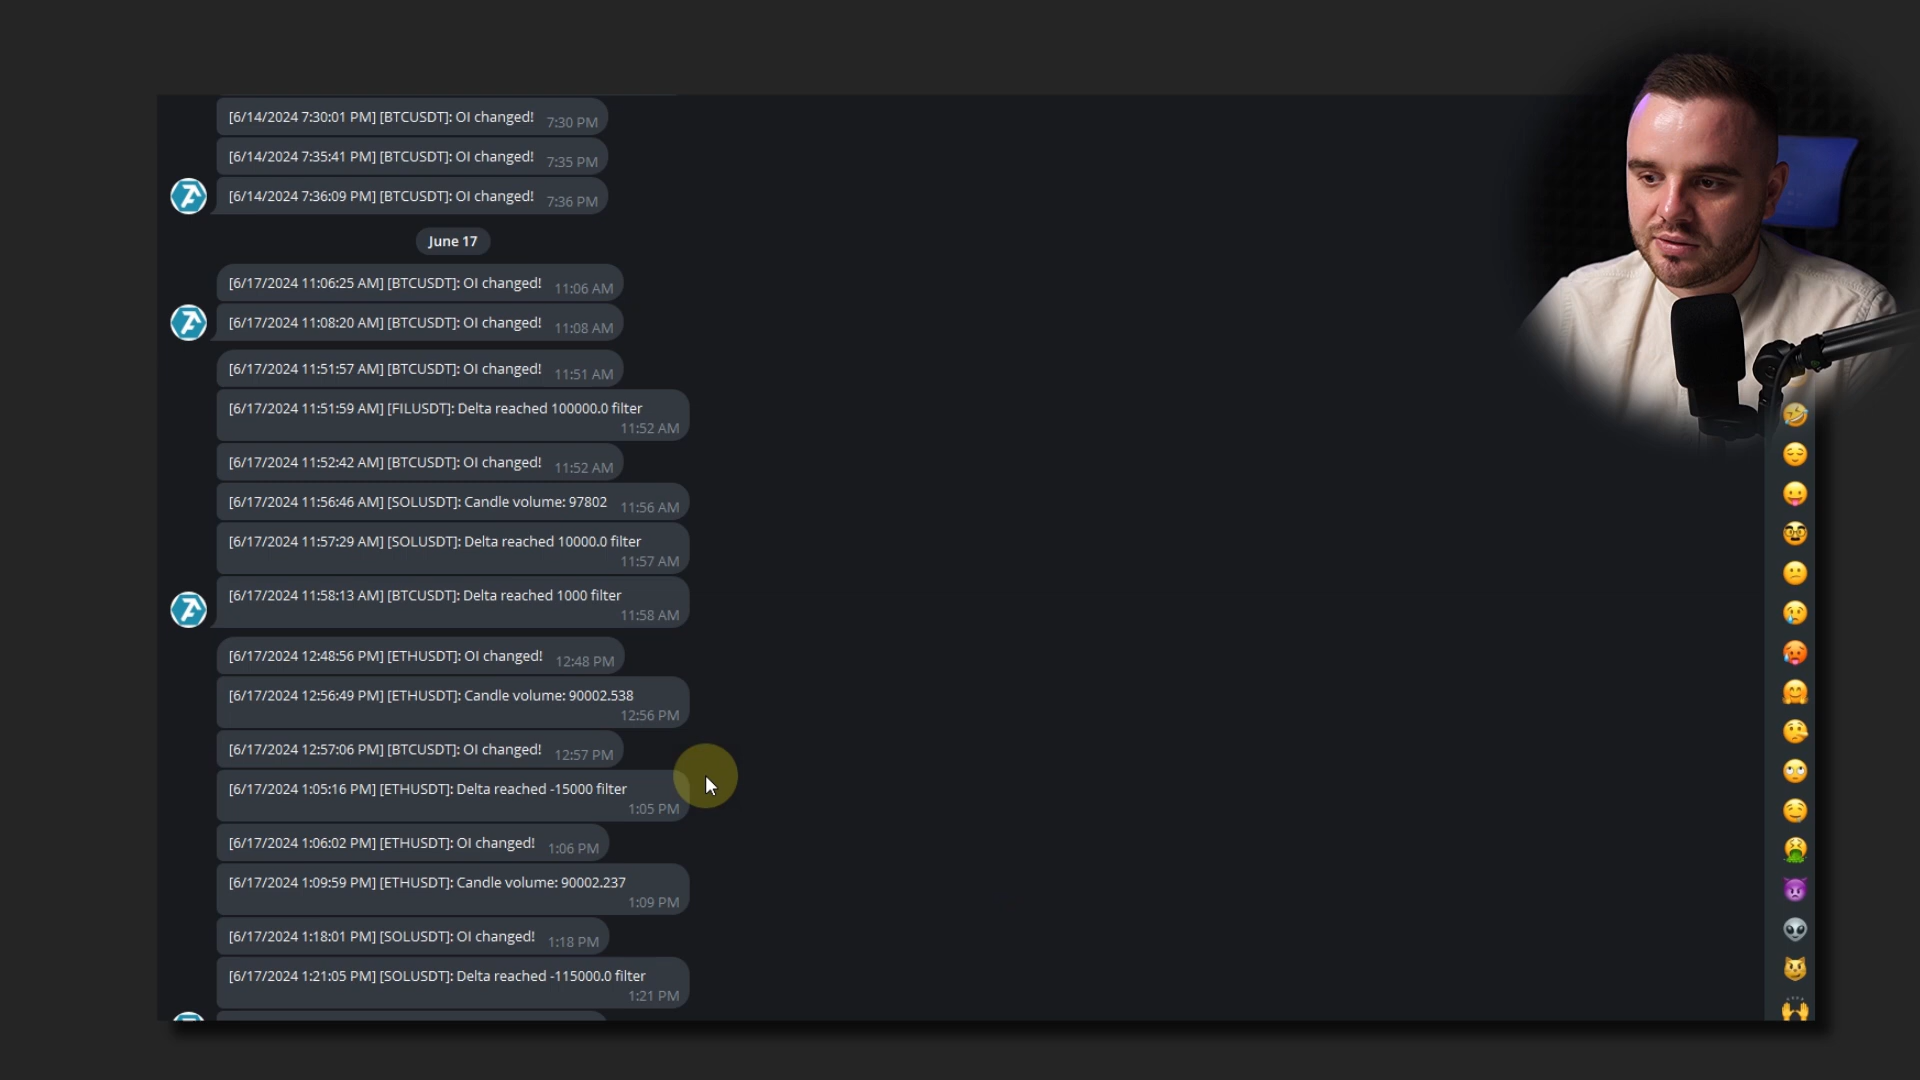 [6/14/2024 7:30:01 PM] [BTCUSDT]: OI changed! 7:30 PM
[6/14/2024 7:35:41 PM] [BTCUSDT]: OI changed! 7:35 PM
[6/14/2024 7:36:09 PM] [BTCUSDT]: OI changed! 7:36 PM
June 17
[6/17/2024 11:06:25 AM] [BTCUSDT]: OI changed! 11:06 AM
[6/17/2024 11:08:20 AM] [BTCUSDT]: OI changed! 11:08 AM
[6/17/2024 11:51:57 AM] [BTCUSDT]: OI changed! 11:51 AM
[6/17/2024 11:51:59 AM] [FILUSDT]: Delta reached 100000.0 filter
11:52 AM
[6/17/2024 11:52:42 AM] [BTCUSDT]: OI changed! 11:52 AM
[6/17/2024 11:56:46 AM] [SOLUSDT]: Candle volume: 97802 11:56 AM
[6/17/2024 11:57:29 AM] [SOLUSDT]: Delta reached 10000.0 filter
11:57 AM
[6/17/2024 11:58:13 AM] [BTCUSDT]: Delta reached 1000 filter
11:58 AM
[6/17/2024 12:48:56 PM] [ETHUSDT]: OI changed! 12:48 PM
[6/17/2024 12:56:49 PM] [ETHUSDT]: Candle volume: 90002.538
12:56 PM
[6/17/2024 12:57:06 PM] [BTCUSDT]: OI changed! 12:57 PM
[6/17/2024 1:05:16 PM] [ETHUSDT]: Delta reached -15000 filter
1:05 PM
[6/17/2024 1:06:02 PM] [ETHUSDT]: OI changed! 1:06 PM
[6/17/2024 1:09:59 PM] [ETHUSDT]: Candle volume: 90002.237
1:09 PM
[6/17/2024 1:18:01 PM] [SOLUSDT]: OI changed! 1:18 PM
[6/17/2024 1:21:05 PM] [SOLUSDT]: Delta reached -115000.0 filter
1:21 PM